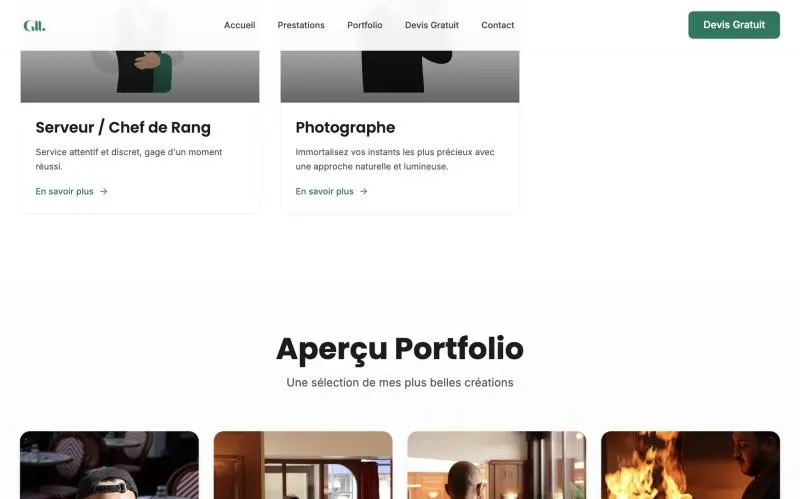 Gll.
Accueil
Prestations
Portfolio
Devis Gratuit
Contact
Devis Gratuit
Serveur / Chef de Rang
Service attentif et discret, gage d'un moment
réussi.
En savoir plus →
Photographe
Immortalisez vos instants les plus précieux avec
une approche naturelle et lumineuse.
En savoir plus →
Aperçu Portfolio
Une sélection de mes plus belles créations